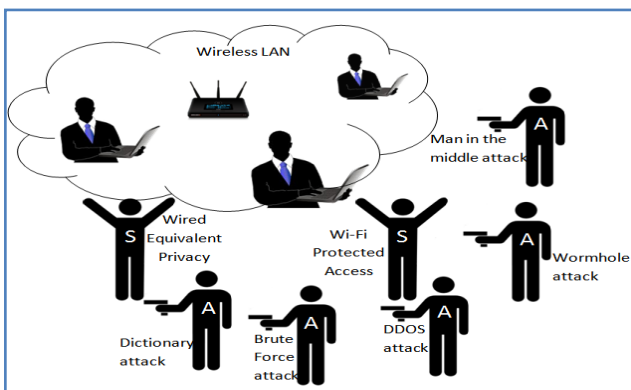 Wireless LAN
A
Man in the
middle attack
S
Wired
Equivalent
Privacy
Wi-Fi
Protected
Access
S
A
Wormhole
attack
A
Dictionary
attack
A
Brute
Force
attack
A
DDOS
attack